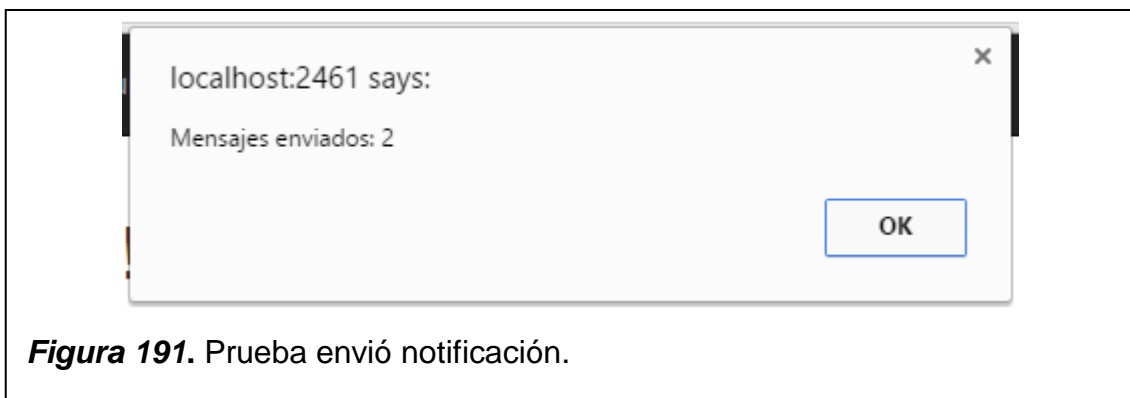 localhost:2461 says:
Mensajes enviados: 2
OK
Figura 191. Prueba envió notificación.